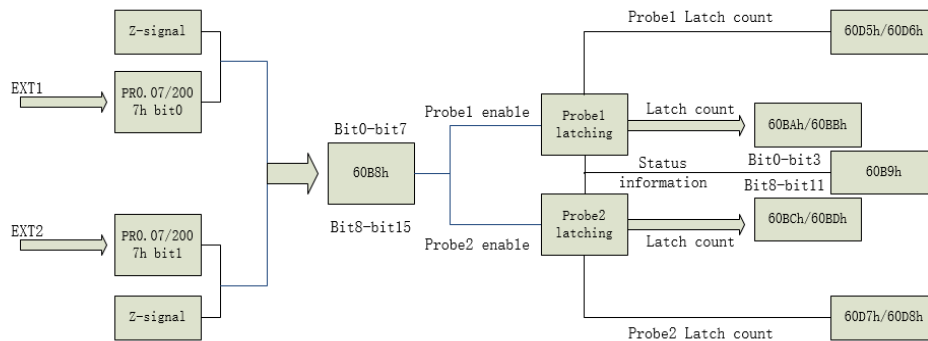 Probe1 Latch count
60D5h/60D6h
Z-signal
EXT1
PR0.07/200
7h bit0
Bit0-bit7
Probe1 enable
Probe1
latching
Latch count
60BAh/60BBh
60B8h
Status
information
Bit0-bit3
60B9h
Bit8-bit11
Bit8-bit15
EXT2
PR0.07/200
7h bit1
Probe2 enable
Probe2
latching
Latch count
60BCh/60BDh
Z-signal
60D7h/60D8h
Probe2 Latch count